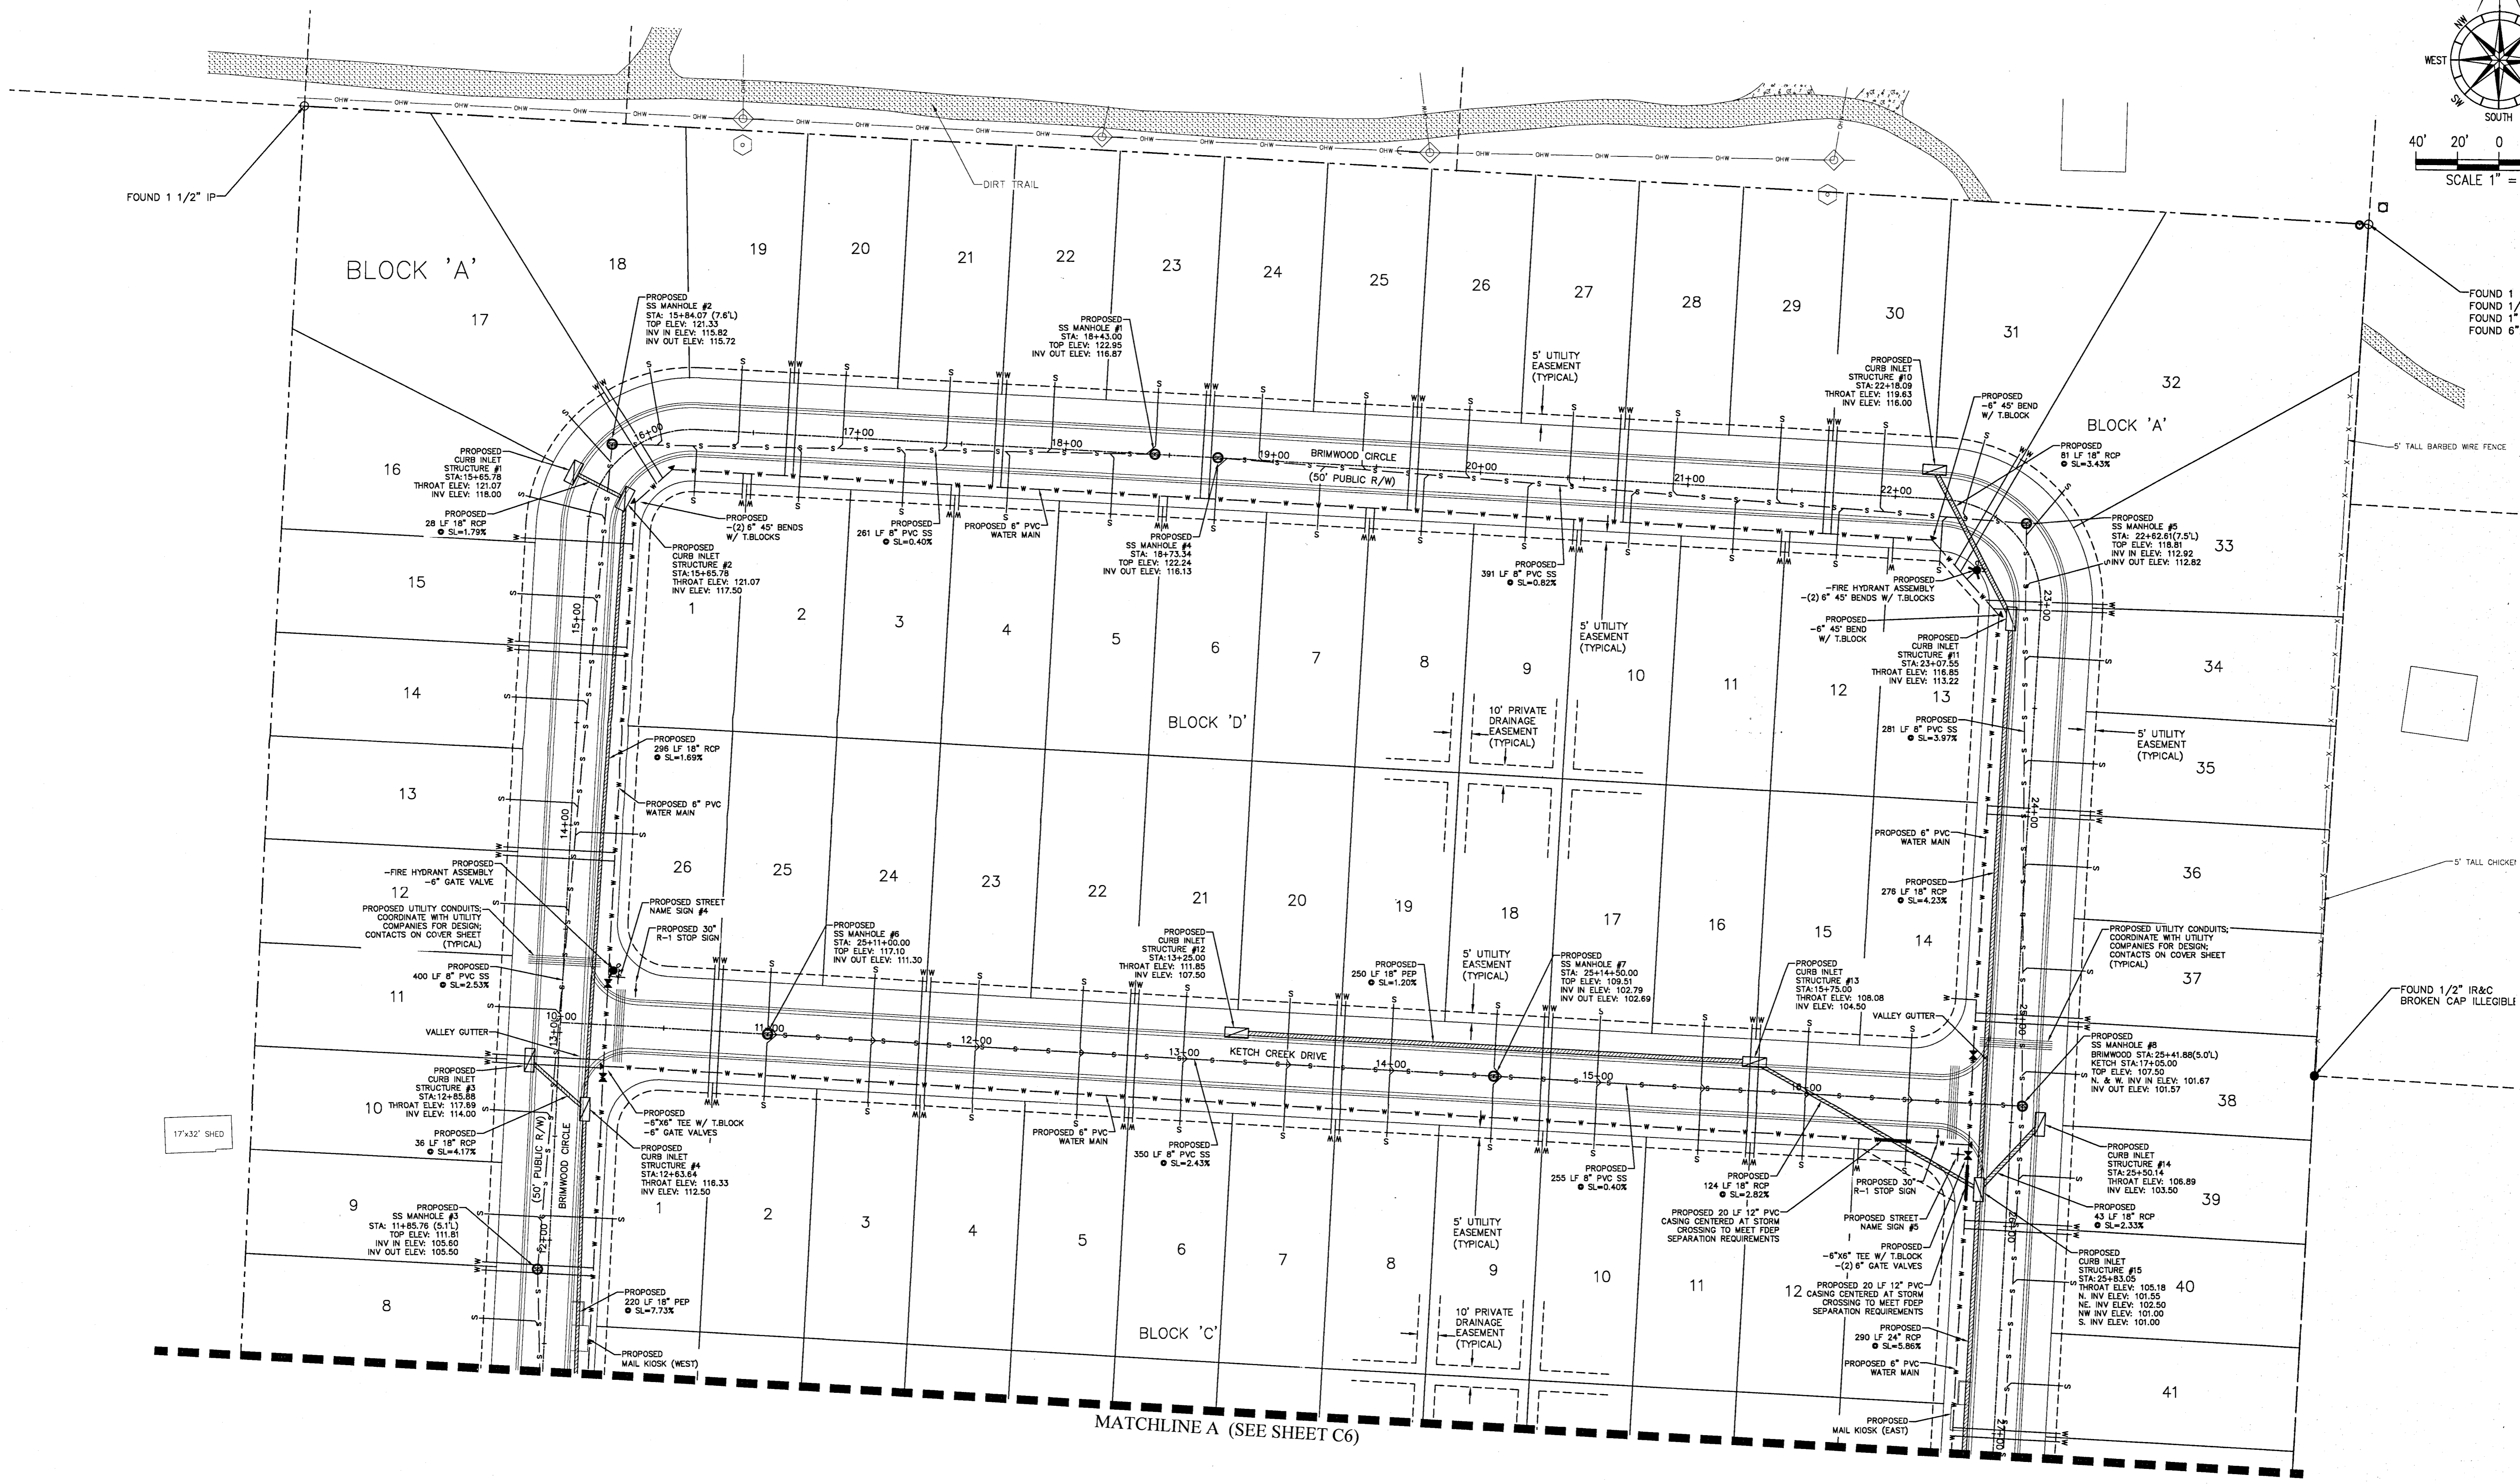 NW
WEST
SW
SOUTH
40' 20' 0
SCALE 1" =
OHW OHW OHW OHW OHW OHW OHW OHW OHW OHW OHW OHW OHW
FOUND 1 1/2" IP
DIRT TRAIL
FOUND 1
FOUND 1/
FOUND 1"
FOUND 6"
BLOCK 'A'
17
18
19
20
21
22
23
24
25
26
27
28
29
30
31
32
BLOCK 'A'
PROPOSED
SS MANHOLE #2
STA: 15+84.07 (7.6'L)
TOP ELEV: 121.33
INV IN ELEV: 115.82
INV OUT ELEV: 115.72
PROPOSED
SS MANHOLE #1
STA: 18+43.00
TOP ELEV: 122.95
INV OUT ELEV: 116.87
5' UTILITY
EASEMENT
(TYPICAL)
PROPOSED
CURB INLET
STRUCTURE #10
STA: 22+18.09
THROAT ELEV: 119.63
INV ELEV: 116.00
PROPOSED
-6" 45° BEND
W/ T.BLOCK
PROPOSED
81 LF 18" RCP
@ SL=3.43%
5' TALL BARBED WIRE FENCE
16+00
17+00
18+00
19+00
20+00
21+00
22+00
BRIMWOOD CIRCLE
(50' PUBLIC R/W)
16
PROPOSED
CURB INLET
STRUCTURE #1
STA:15+65.78
THROAT ELEV: 121.07
INV ELEV: 118.00
PROPOSED
28 LF 18" RCP
@ SL=1.79%
PROPOSED
-(2) 6" 45° BENDS
W/ T.BLOCKS
PROPOSED
CURB INLET
STRUCTURE #2
STA:15+65.78
THROAT ELEV: 121.07
INV ELEV: 117.50
PROPOSED
261 LF 8" PVC SS
@ SL=0.40%
PROPOSED 6" PVC
WATER MAIN
PROPOSED
SS MANHOLE #4
STA: 18+73.34
TOP ELEV: 122.24
INV OUT ELEV: 116.13
PROPOSED
391 LF 8" PVC SS
@ SL=0.82%
5' UTILITY
EASEMENT
(TYPICAL)
PROPOSED
-FIRE HYDRANT ASSEMBLY
-(2) 6" 45° BENDS W/ T.BLOCKS
PROPOSED
-6" 45° BEND
W/ T.BLOCK
PROPOSED
CURB INLET
STRUCTURE #11
STA: 23+07.55
THROAT ELEV: 116.85
INV ELEV: 113.22
PROPOSED
SS MANHOLE #5
STA: 22+62.61(7.5'L)
TOP ELEV: 118.81
INV IN ELEV: 112.92
INV OUT ELEV: 112.82
33
34
35
36
37
38
39
40
41
15
14
13
12
11
10
9
8
15+00
14+00
13+00
12+00
23+00
24+00
25+00
26+00
27+00
1
2
3
4
5
6
7
8
9
10
11
12
13
BLOCK 'D'
10' PRIVATE
DRAINAGE
EASEMENT
(TYPICAL)
PROPOSED
281 LF 8" PVC SS
@ SL=3.97%
5' UTILITY
EASEMENT
(TYPICAL)
PROPOSED
296 LF 18" RCP
@ SL=1.69%
PROPOSED 6" PVC
WATER MAIN
PROPOSED 6" PVC
WATER MAIN
PROPOSED
276 LF 18" RCP
@ SL=4.23%
5' TALL CHICKEN
26
25
24
23
22
21
20
19
18
17
16
15
14
PROPOSED
-FIRE HYDRANT ASSEMBLY
-6" GATE VALVE
PROPOSED UTILITY CONDUITS;
COORDINATE WITH UTILITY
COMPANIES FOR DESIGN;
CONTACTS ON COVER SHEET
(TYPICAL)
PROPOSED
400 LF 8" PVC SS
@ SL=2.53%
VALLEY GUTTER
PROPOSED STREET
NAME SIGN #4
PROPOSED 30"
R-1 STOP SIGN
PROPOSED
SS MANHOLE #6
STA: 25+11+00.00
TOP ELEV: 117.10
INV OUT ELEV: 111.30
PROPOSED
CURB INLET
STRUCTURE #12
STA:13+25.00
THROAT ELEV: 111.85
INV ELEV: 107.50
PROPOSED
250 LF 18" PEP
@ SL=1.20%
5' UTILITY
EASEMENT
(TYPICAL)
PROPOSED
SS MANHOLE #7
STA: 25+14+50.00
TOP ELEV: 109.51
INV IN ELEV: 102.79
INV OUT ELEV: 102.69
PROPOSED
CURB INLET
STRUCTURE #13
STA:15+75.00
THROAT ELEV: 108.08
INV ELEV: 104.50
VALLEY GUTTER
PROPOSED UTILITY CONDUITS;
COORDINATE WITH UTILITY
COMPANIES FOR DESIGN;
CONTACTS ON COVER SHEET
(TYPICAL)
FOUND 1/2" IR&C
BROKEN CAP ILLEGIBLE
PROPOSED
SS MANHOLE #8
BRIMWOOD STA:25+41.88(5.0'L)
KETCH STA:17+05.00
TOP ELEV: 107.50
N. & W. INV IN ELEV: 101.67
INV OUT ELEV: 101.57
10+00
11+00
12+00
13+00
14+00
15+00
16+00
KETCH CREEK DRIVE
17'x32' SHED
PROPOSED
CURB INLET
STRUCTURE #3
STA:12+85.88
THROAT ELEV: 117.69
INV ELEV: 114.00
PROPOSED
36 LF 18" RCP
@ SL=4.17%
(50' PUBLIC R/W)
BRIMWOOD CIRCLE
PROPOSED
-6"X6" TEE W/ T.BLOCK
-6" GATE VALVES
PROPOSED
CURB INLET
STRUCTURE #4
STA:12+63.64
THROAT ELEV: 116.33
INV ELEV: 112.50
PROPOSED 6" PVC
WATER MAIN
PROPOSED
350 LF 8" PVC SS
@ SL=2.43%
PROPOSED
255 LF 8" PVC SS
@ SL=0.40%
PROPOSED
124 LF 18" RCP
@ SL=2.82%
PROPOSED 20 LF 12" PVC
CASING CENTERED AT STORM
CROSSING TO MEET FDEP
SEPARATION REQUIREMENTS
PROPOSED 30"
R-1 STOP SIGN
PROPOSED STREET
NAME SIGN #5
PROPOSED
-6"X6" TEE W/ T.BLOCK
-(2) 6" GATE VALVES
PROPOSED 20 LF 12" PVC
CASING CENTERED AT STORM
CROSSING TO MEET FDEP
SEPARATION REQUIREMENTS
PROPOSED
CURB INLET
STRUCTURE #14
STA:25+50.14
THROAT ELEV: 106.89
INV ELEV: 103.50
PROPOSED
43 LF 18" RCP
@ SL=2.33%
PROPOSED
CURB INLET
STRUCTURE #15
STA:25+83.05
THROAT ELEV: 105.18
N. INV ELEV: 101.55
NE. INV ELEV: 102.50
NW INV ELEV: 101.00
S. INV ELEV: 101.00
PROPOSED
SS MANHOLE #3
STA: 11+85.76 (5.1'L)
TOP ELEV: 111.81
INV IN ELEV: 105.60
INV OUT ELEV: 105.50
1
2
3
4
5
6
7
8
9
10
11
12
5' UTILITY
EASEMENT
(TYPICAL)
10' PRIVATE
DRAINAGE
EASEMENT
(TYPICAL)
BLOCK 'C'
PROPOSED
220 LF 18" PEP
@ SL=7.73%
PROPOSED
MAIL KIOSK (WEST)
PROPOSED
290 LF 24" RCP
@ SL=5.86%
PROPOSED 6" PVC
WATER MAIN
PROPOSED
MAIL KIOSK (EAST)
MATCHLINE A (SEE SHEET C6)